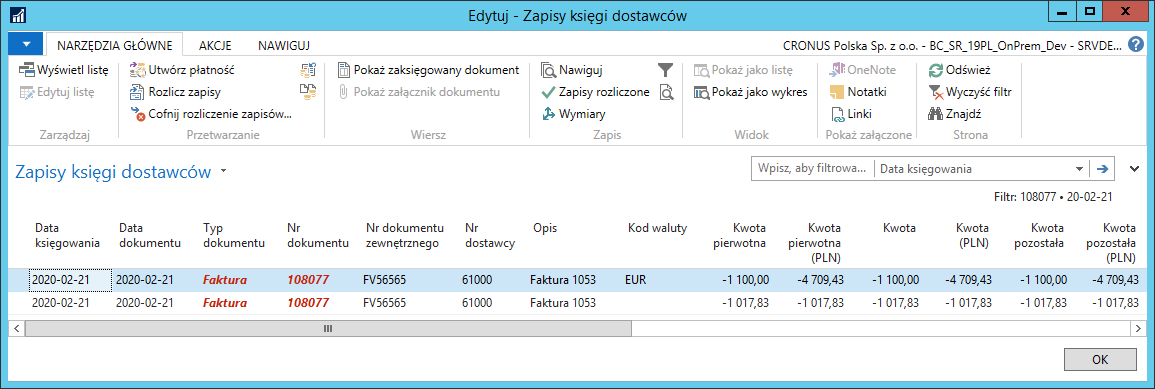 Edytuj - Zapisy księgi dostawców
NARZĘDZIA GŁÓWNE AKCJE NAWIGUJ CRONUS Polska Sp. z o.o. - BC_SR_19PL_OnPrem_Dev - SRVDE... ?
Wyświetl listę
Edytuj listę
Zarządzaj
Utwórz płatność
Rozlicz zapisy
Cofnij rozliczenie zapisów...
Przetwarzanie
Pokaż zaksięgowany dokument
Pokaż załącznik dokumentu
Wiersz
Nawiguj
Zapisy rozliczone
Wymiary
Zapis
Pokaż jako listę
Pokaż jako wykres
Widok
OneNote
Notatki
Linki
Pokaż załączone
Odśwież
Wyczyść filtr
Znajdź
Strona
Zapisy księgi dostawców
Wpisz, aby filtrowa... Data księgowania
Filtr: 108077 • 20-02-21
Data księgowania Data dokumentu Typ dokumentu Nr dokumentu Nr dokumentu zewnętrznego Nr dostawcy Opis Kod waluty Kwota pierwotna Kwota pierwotna (PLN) Kwota Kwota (PLN) Kwota pozostała Kwota pozostała (PLN)
2020-02-21 2020-02-21 Faktura 108077 FV56565 61000 Faktura 1053 EUR -1 100,00 -4 709,43 -1 100,00 -4 709,43 -1 100,00 -4 709,43
2020-02-21 2020-02-21 Faktura 108077 FV56565 61000 Faktura 1053 -1 017,83 -1 017,83 -1 017,83 -1 017,83 -1 017,83 -1 017,83
OK